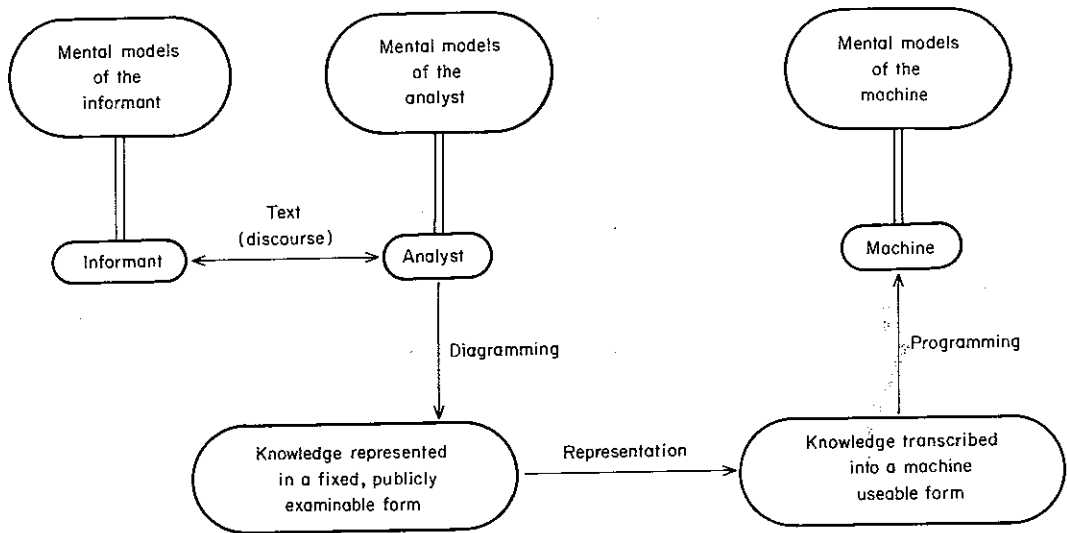 Mental models
of the
informant
Mental models
of the
analyst
Mental models
of the
machine
Text
(discourse)
Informant
Analyst
Machine
Diagramming
Programming
Knowledge represented
in a fixed, publicly
examinable form
Representation
Knowledge transcribed
into a machine
useable form